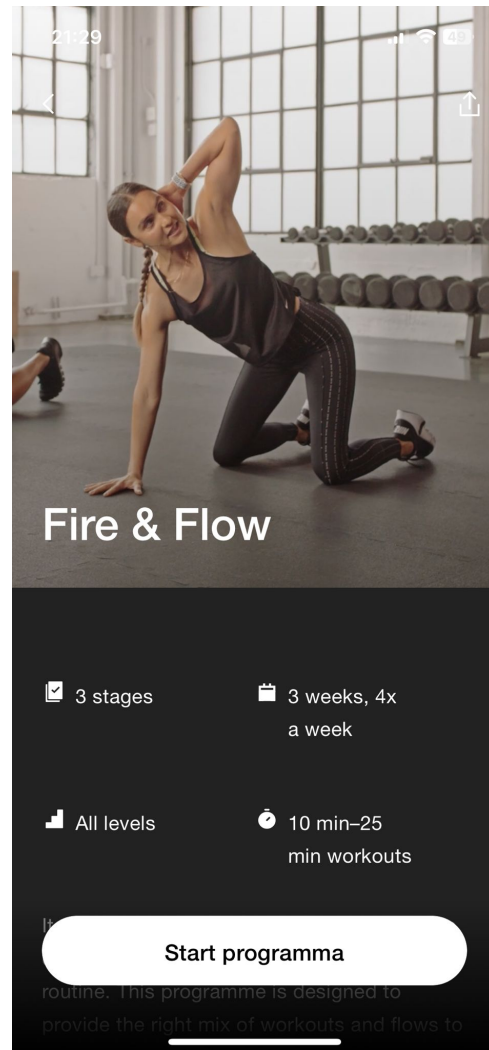 21:29
49
Fire & Flow
3 stages
3 weeks, 4x
a week
All levels
10 min–25
min workouts
It
Start programma
routine. This programme is designed to
provide the right mix of workouts and flows to